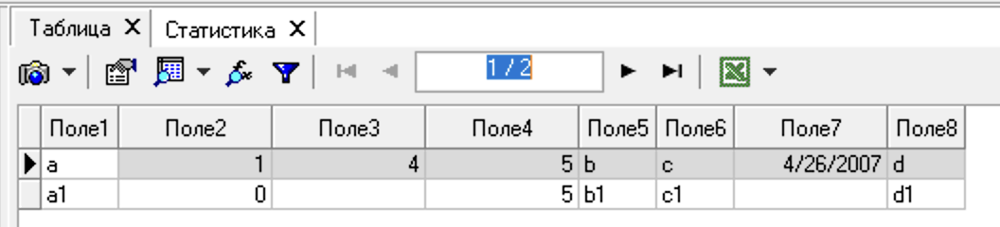 Таблица X Статистика X
1 / 2
Поле1 Поле2 Поле3 Поле4 Поле5 Поле6 Поле7 Поле8
a 1 4 5 b c 4/26/2007 d
a1 0 5 b1 c1 d1